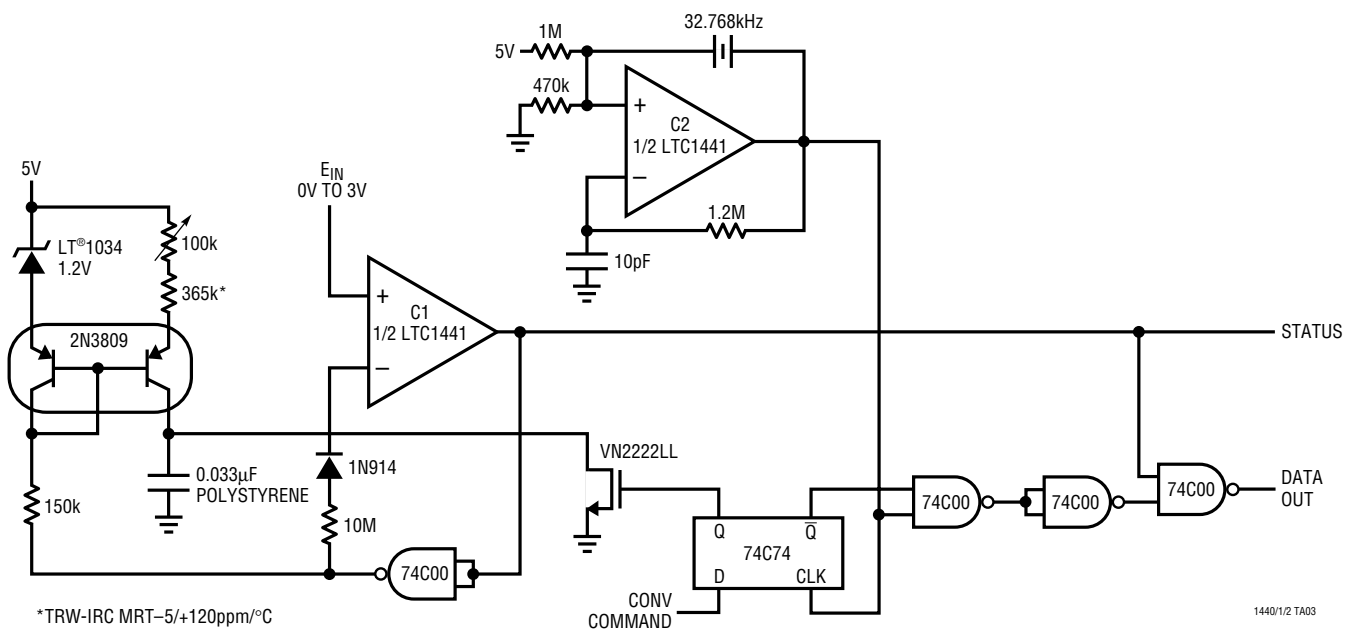 32.768kHz
1M
5V
470k
+
C2
1/2 LTC1441
–
1.2M
10pF
5V
EIN
0V TO 3V
LT®1034
1.2V
100k
365k*
+
C1
1/2 LTC1441
–
2N3809
STATUS
VN2222LL
1N914
0.033µF
POLYSTYRENE
150k
10M
74C00
Q
Q̅
74C74
D
CLK
CONV
COMMAND
74C00
74C00
74C00
DATA
OUT
*TRW-IRC MRT–5/+120ppm/°C
1440/1/2 TA03